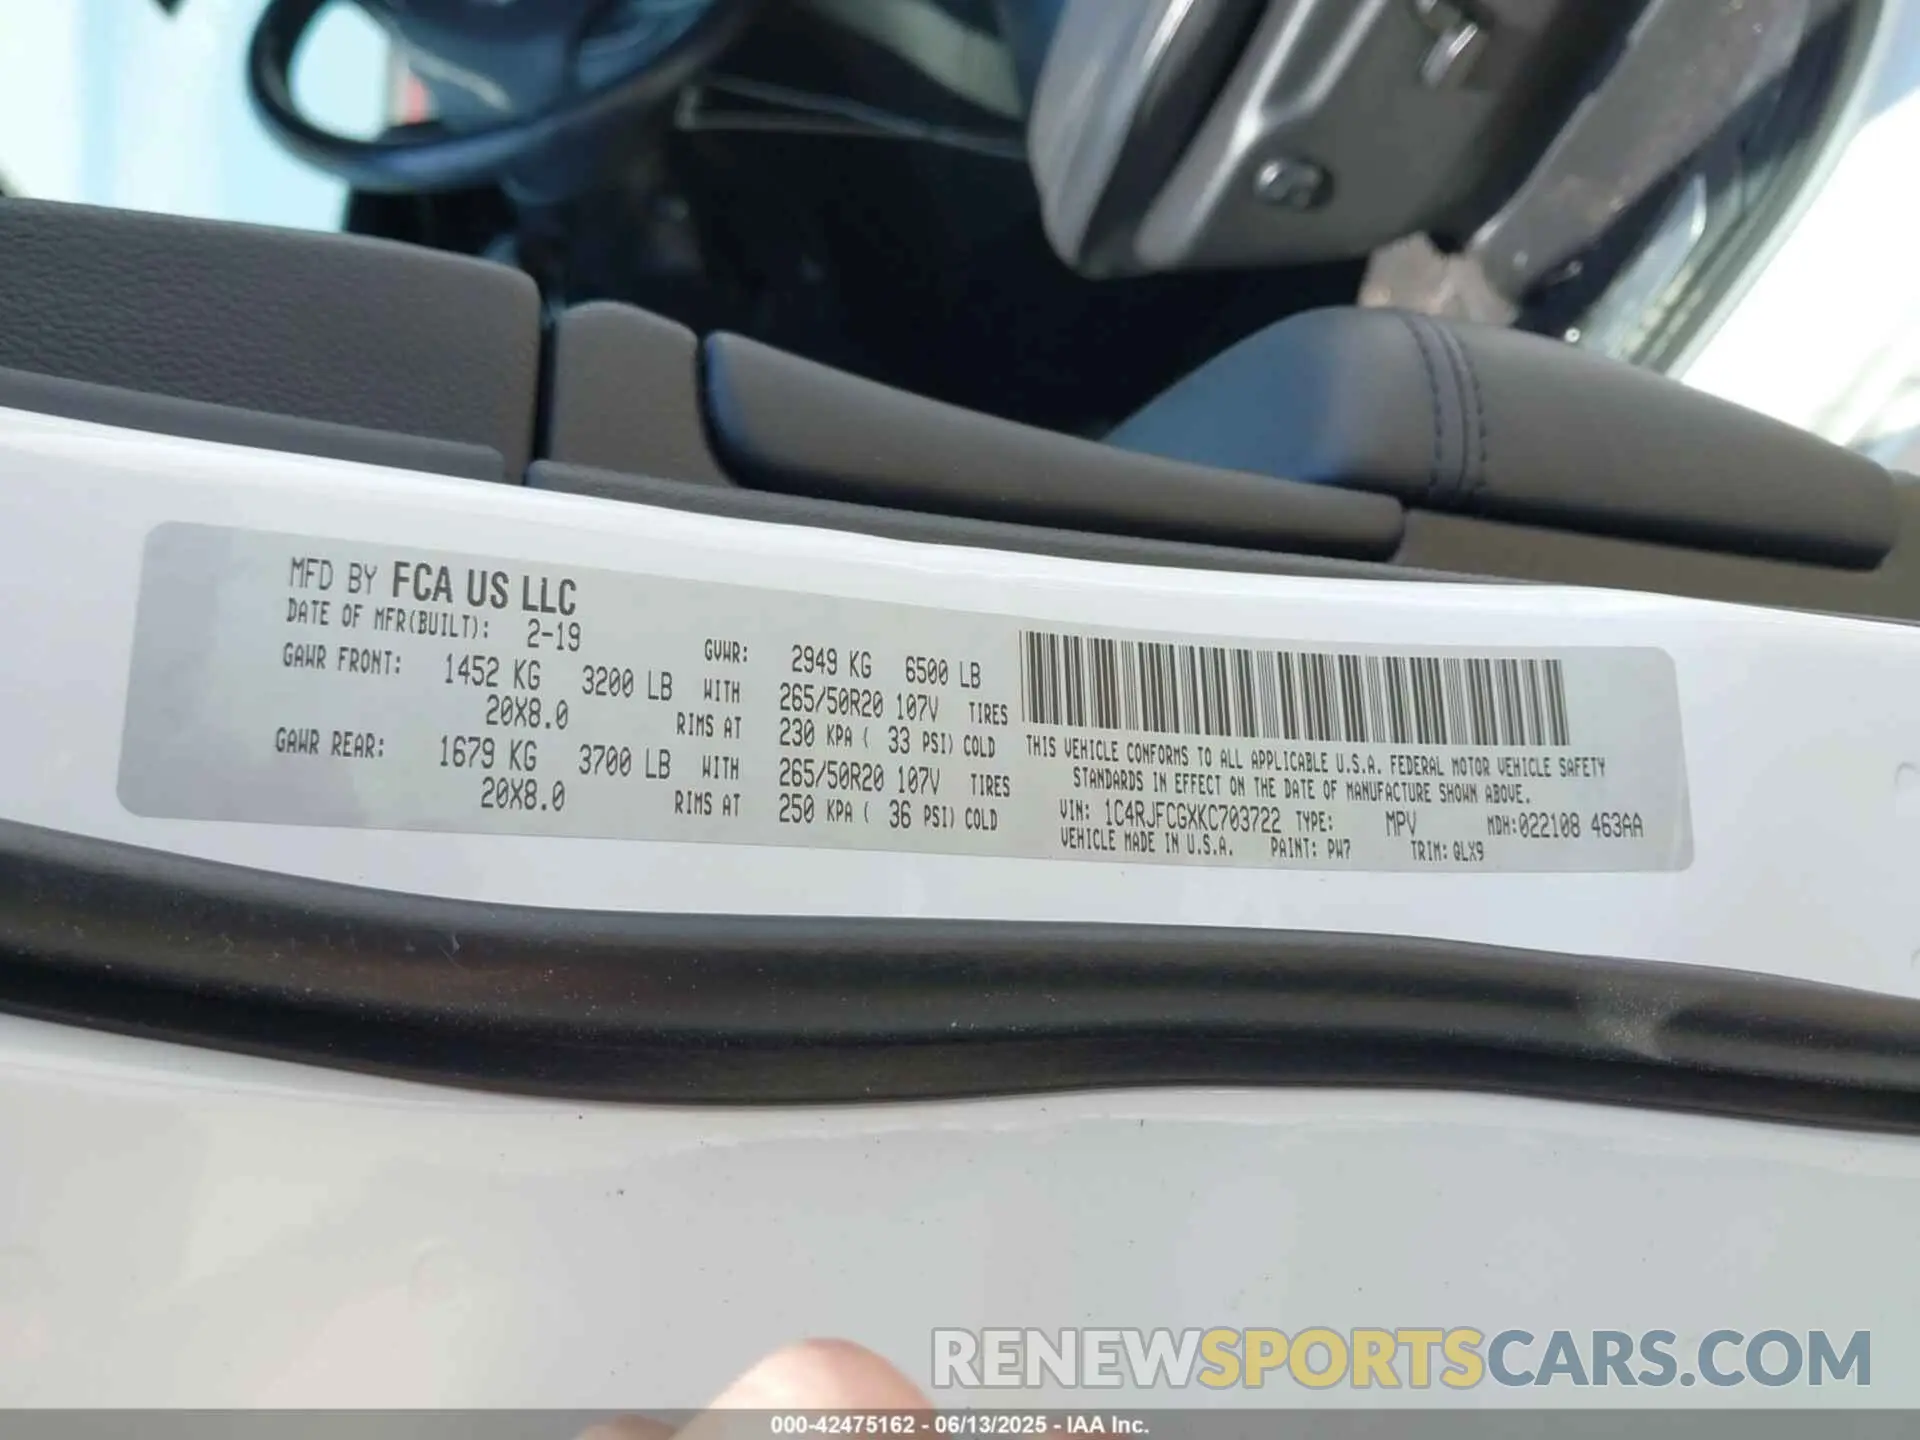 MFD BY FCA US LLC
DATE OF MFR(BUILT): 2-19 GVWR: 2949 KG 6500 LB
GAWR FRONT: 1452 KG 3200 LB WITH 265/50R20 107V TIRES
20X8.0 RIMS AT 230 KPA ( 33 PSI) COLD
GAWR REAR: 1679 KG 3700 LB WITH 265/50R20 107V TIRES
20X8.0 RIMS AT 250 KPA ( 36 PSI) COLD
THIS VEHICLE CONFORMS TO ALL APPLICABLE U.S.A. FEDERAL MOTOR VEHICLE SAFETY
STANDARDS IN EFFECT ON THE DATE OF MANUFACTURE SHOWN ABOVE.
VIN: 1C4RJFCGXKC703722 TYPE: MPV MDH:022108 463AA
VEHICLE MADE IN U.S.A. PAINT: PW7 TRIM: QLX9
RENEWSPORTSCARS.COM
000-42475162 - 06/13/2025 - IAA Inc.